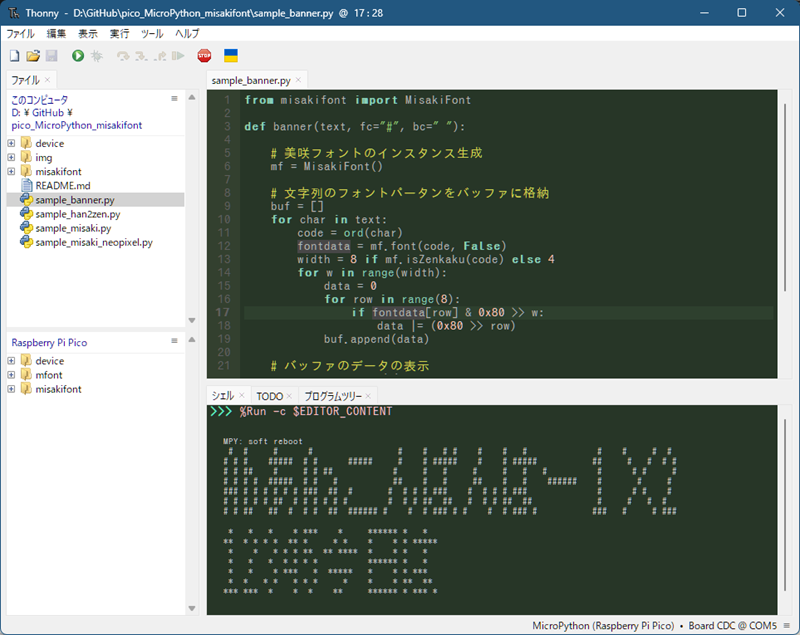 Thonny - D:\GitHub\pico_MicroPython_misakifont\sample_banner.py @ 17 : 28
ファイル 編集 表示 実行 ツール ヘルプ
STOP
ファイル ×
このコンピュータ
D: ¥ GitHub ¥
pico_MicroPython_misakifont
device
img
misakifont
README.md
sample_banner.py
sample_han2zen.py
sample_misaki.py
sample_misaki_neopixel.py
Raspberry Pi Pico
device
mfont
misakifont
sample_banner.py ×
1 from misakifont import MisakiFont
2
3 def banner(text, fc="#", bc=" "):
4
5 # 美咲フォントのインスタンス生成
6 mf = MisakiFont()
7
8 # 文字列のフォントパータンをバッファに格納
9 buf = []
10 for char in text:
11 code = ord(char)
12 fontdata = mf.font(code, False)
13 width = 8 if mf.isZenkaku(code) else 4
14 for w in range(width):
15 data = 0
16 for row in range(8):
17 if fontdata[row] & 0x80 >> w:
18 data |= (0x80 >> row)
19 buf.append(data)
20
21 # バッファのデータの表示
シェル × TODO × プログラムツリー ×
>>> %Run -c $EDITOR_CONTENT
MPY: soft reboot
MicroPython (Raspberry Pi Pico) • Board CDC @ COM5 ≡